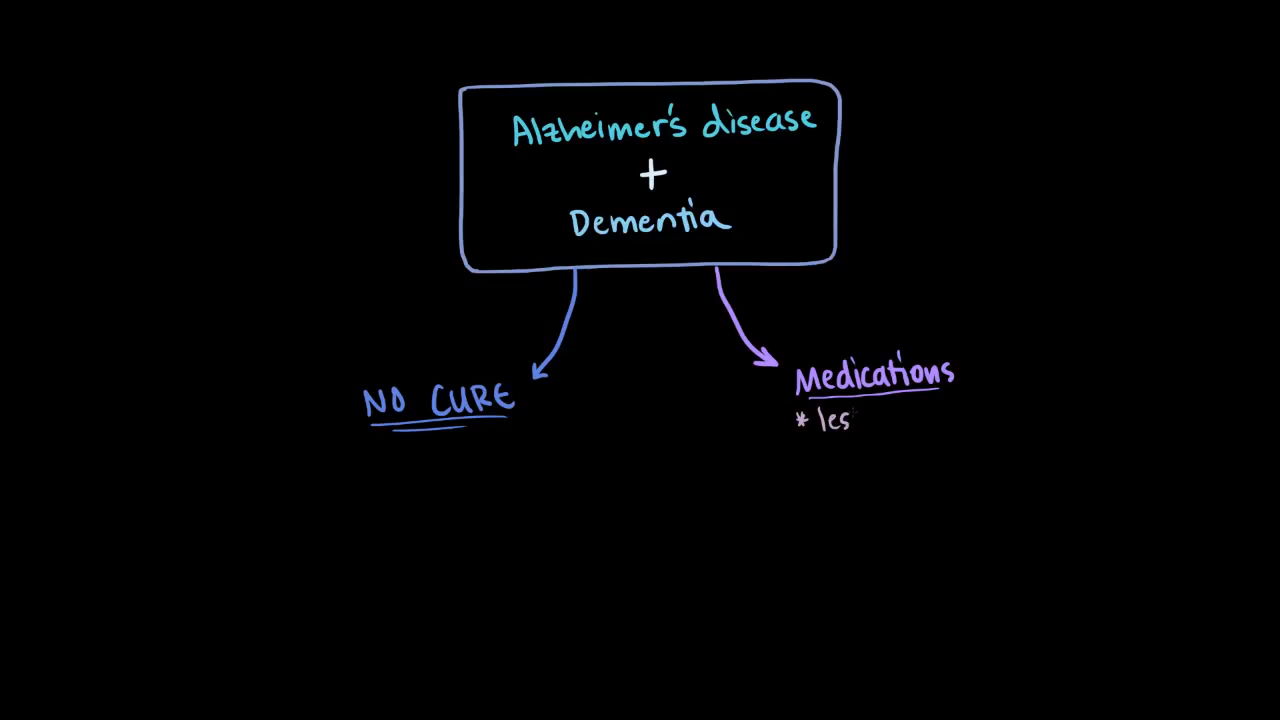 Alzheimer's disease
+
Dementia
NO CURE
Medications
* les